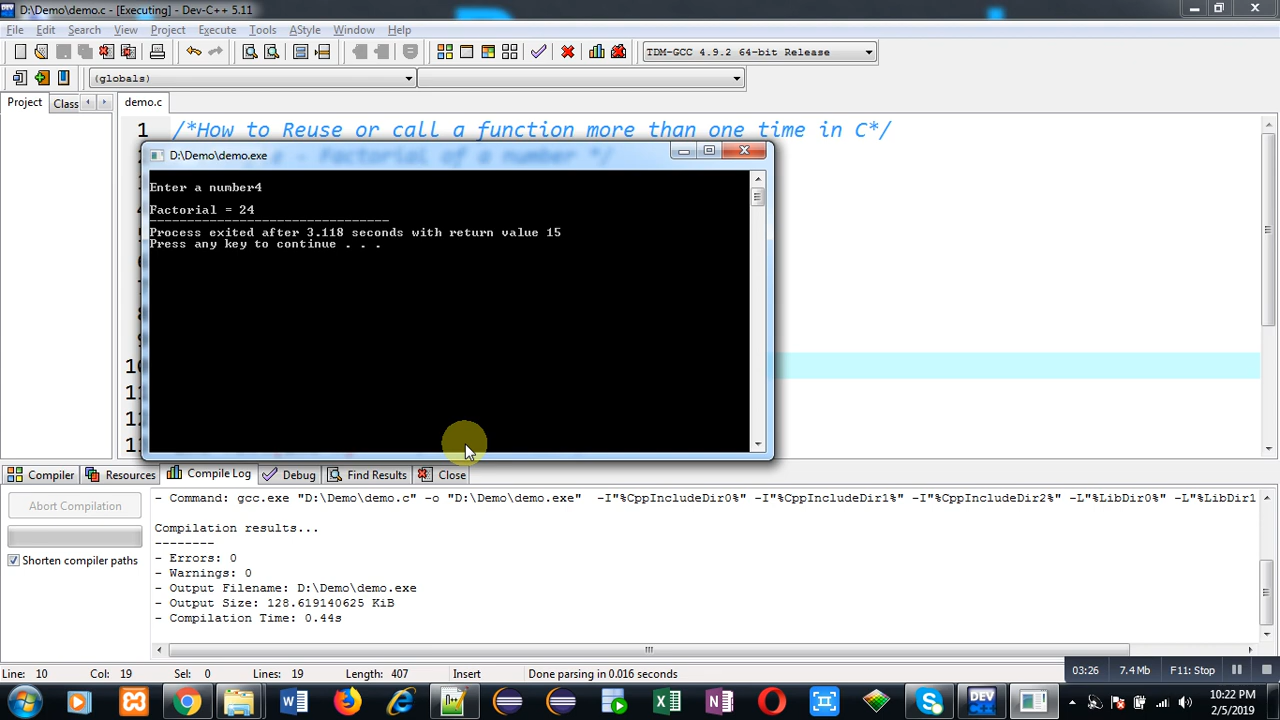 D:\Demo\demo.c - [Executing] - Dev-C++ 5.11
File Edit Search View Project Execute Tools AStyle Window Help
TDM-GCC 4.9.2 64-bit Release
(globals)
Project Class demo.c
1 /*How to Reuse or call a function more than one time in C*/
D:\Demo\demo.exe
Enter a number4
Factorial = 24
--------------------------------
Process exited after 3.118 seconds with return value 15
Press any key to continue . . .
10
Compiler Resources Compile Log Debug Find Results Close
Abort Compilation
Shorten compiler paths
- Command: gcc.exe "D:\Demo\demo.c" -o "D:\Demo\demo.exe" -I"%CppIncludeDir0%" -I"%CppIncludeDir1%" -I"%CppIncludeDir2%" -L"%LibDir0%" -L"%LibDir1
Compilation results...
--------
- Errors: 0
- Warnings: 0
- Output Filename: D:\Demo\demo.exe
- Output Size: 128.619140625 KiB
- Compilation Time: 0.44s
Line: 10 Col: 19 Sel: 0 Lines: 19 Length: 407 Insert Done parsing in 0.016 seconds
03:26 7.4 Mb F11: Stop
10:22 PM
2/5/2019